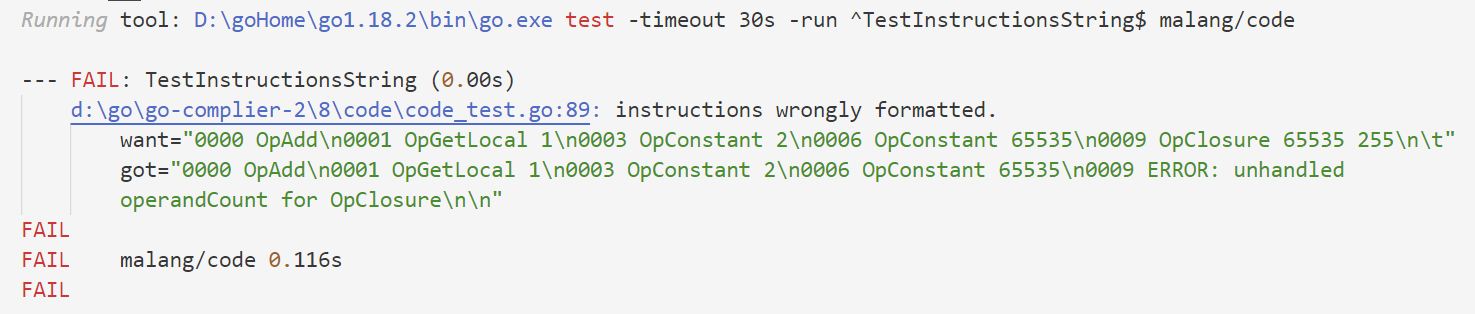 Running tool: D:\goHome\go1.18.2\bin\go.exe test -timeout 30s -run ^TestInstructionsString$ malang/code
--- FAIL: TestInstructionsString (0.00s)
d:\go\go-complier-2\8\code\code_test.go:89: instructions wrongly formatted.
want="0000 OpAdd\n0001 OpGetLocal 1\n0003 OpConstant 2\n0006 OpConstant 65535\n0009 OpClosure 65535 255\n\t"
got="0000 OpAdd\n0001 OpGetLocal 1\n0003 OpConstant 2\n0006 OpConstant 65535\n0009 ERROR: unhandled
operandCount for OpClosure\n\n"
FAIL
FAIL malang/code 0.116s
FAIL